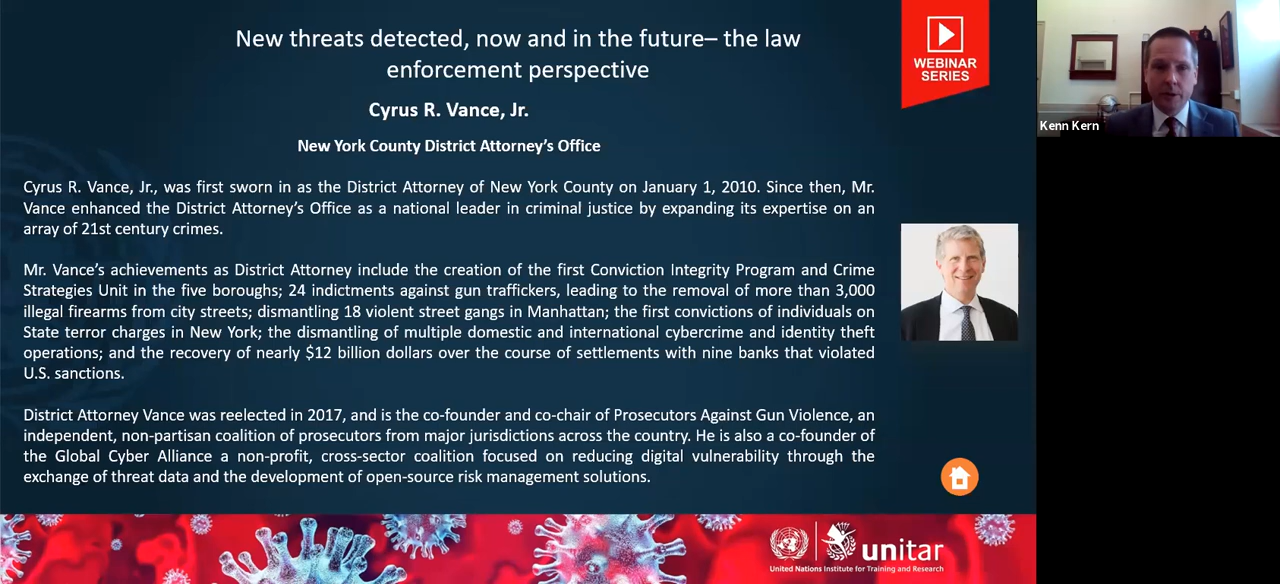 New threats detected, now and in the future– the law
enforcement perspective
Cyrus R. Vance, Jr.
New York County District Attorney’s Office
Cyrus R. Vance, Jr., was first sworn in as the District Attorney of New York County on January 1, 2010. Since then, Mr.
Vance enhanced the District Attorney’s Office as a national leader in criminal justice by expanding its expertise on an
array of 21st century crimes.
Mr. Vance’s achievements as District Attorney include the creation of the first Conviction Integrity Program and Crime
Strategies Unit in the five boroughs; 24 indictments against gun traffickers, leading to the removal of more than 3,000
illegal firearms from city streets; dismantling 18 violent street gangs in Manhattan; the first convictions of individuals on
State terror charges in New York; the dismantling of multiple domestic and international cybercrime and identity theft
operations; and the recovery of nearly $12 billion dollars over the course of settlements with nine banks that violated
U.S. sanctions.
District Attorney Vance was reelected in 2017, and is the co-founder and co-chair of Prosecutors Against Gun Violence, an
independent, non-partisan coalition of prosecutors from major jurisdictions across the country. He is also a co-founder of
the Global Cyber Alliance a non-profit, cross-sector coalition focused on reducing digital vulnerability through the
exchange of threat data and the development of open-source risk management solutions.
WEBINAR
SERIES
Kenn Kern
unitar
United Nations Institute for Training and Research